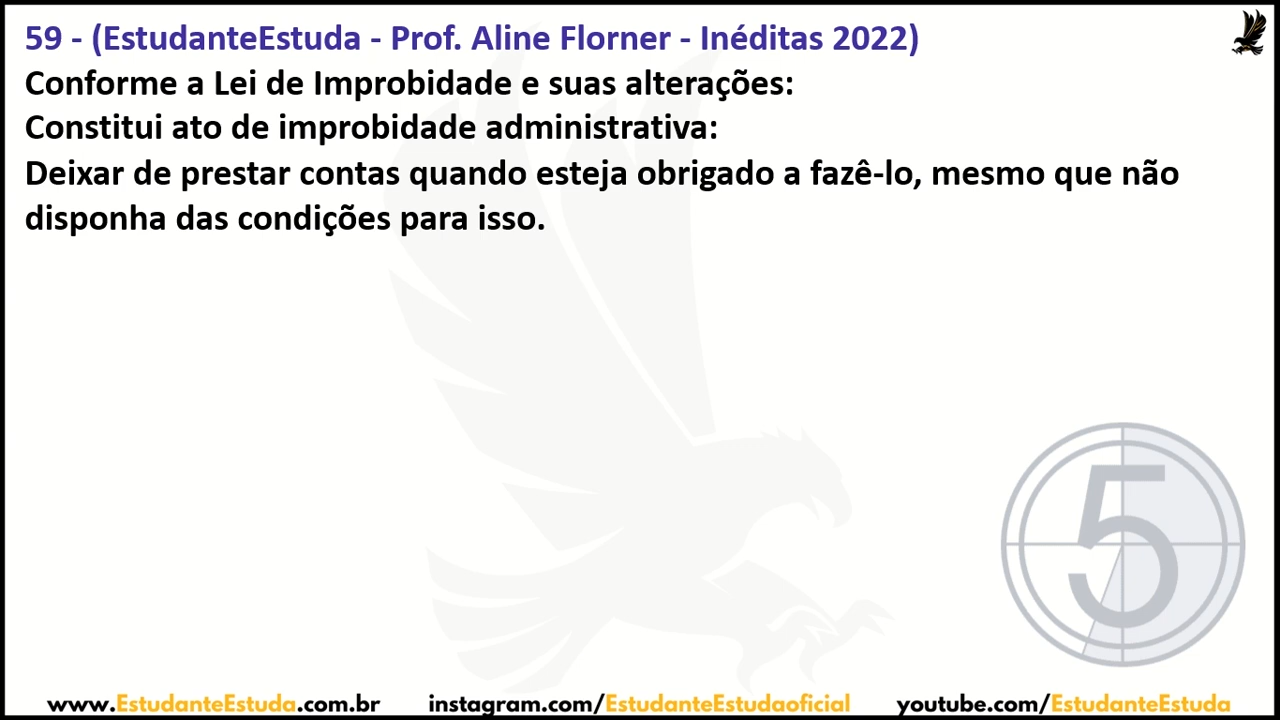 59 - (EstudanteEstuda - Prof. Aline Florner - Inéditas 2022)
Conforme a Lei de Improbidade e suas alterações:
Constitui ato de improbidade administrativa:
Deixar de prestar contas quando esteja obrigado a fazê-lo, mesmo que não
disponha das condições para isso.
5
www.EstudanteEstuda.com.br instagram.com/EstudanteEstudaoficial youtube.com/EstudanteEstuda